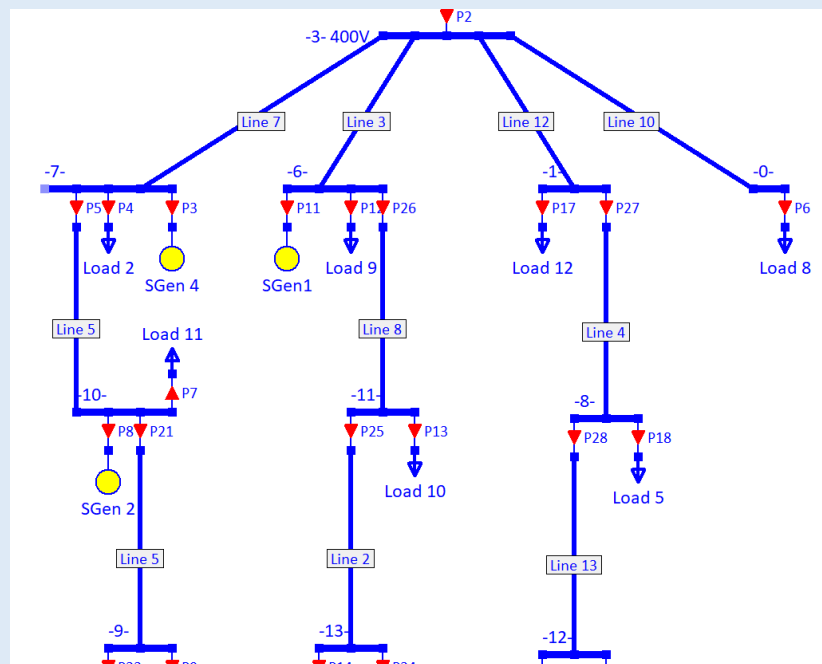 P2
-3- 400V
Line 7
Line 3
Line 12
Line 10
-7-
-6-
-1-
-0-
P5
P4
P3
P11
P12
P26
P17
P27
P6
Load 2
SGen 4
SGen1
Load 9
Load 12
Load 8
Line 5
Load 11
Line 8
Line 4
-10-
P7
-11-
-8-
P8
P21
P25
P13
P28
P18
SGen 2
Load 10
Load 5
Line 5
Line 2
Line 13
-9-
-13-
-12-